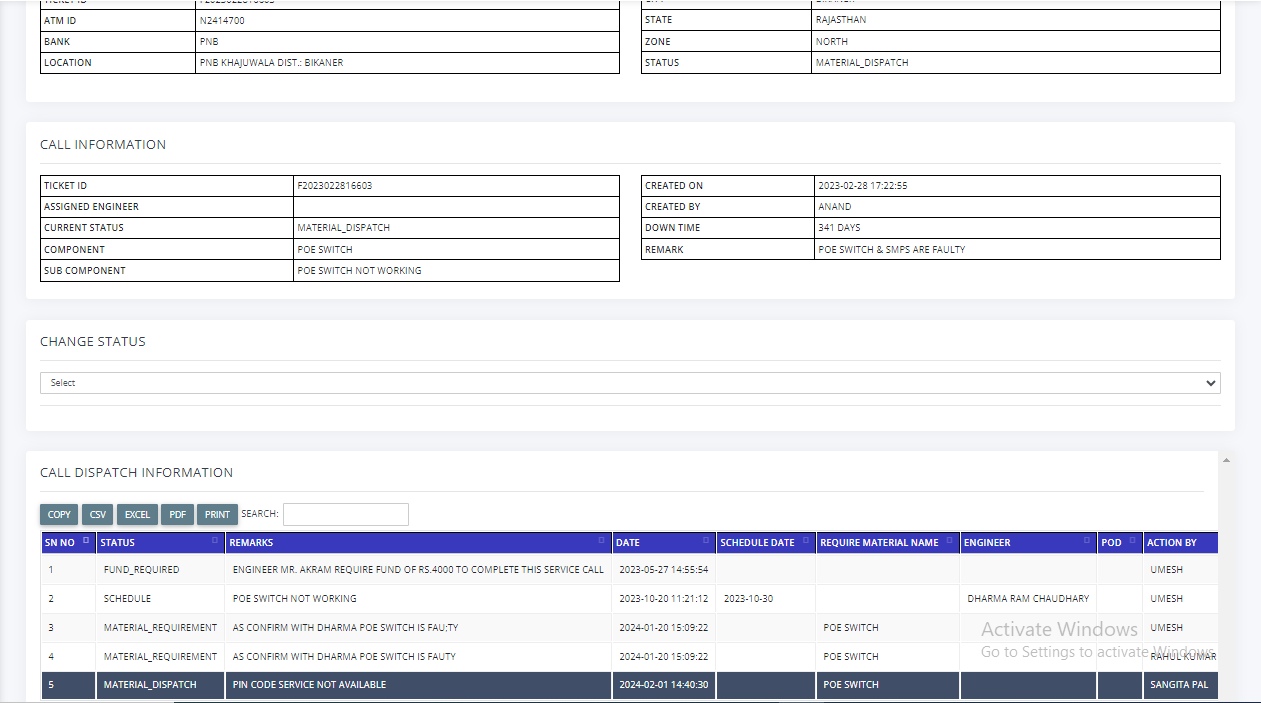 ATM ID N2414700 STATE RAJASTHAN
BANK PNB ZONE NORTH
LOCATION PNB KHAJUWALA DIST.: BIKANER STATUS MATERIAL_DISPATCH
CALL INFORMATION
TICKET ID F2023022816603 CREATED ON 2023-02-28 17:22:55
ASSIGNED ENGINEER CREATED BY ANAND
CURRENT STATUS MATERIAL_DISPATCH DOWN TIME 341 DAYS
COMPONENT POE SWITCH REMARK POE SWITCH & SMPS ARE FAULTY
SUB COMPONENT POE SWITCH NOT WORKING
CHANGE STATUS
Select
CALL DISPATCH INFORMATION
COPY CSV EXCEL PDF PRINT SEARCH:
SN NO STATUS REMARKS DATE SCHEDULE DATE REQUIRE MATERIAL NAME ENGINEER POD ACTION BY
1 FUND_REQUIRED ENGINEER MR. AKRAM REQUIRE FUND OF RS.4000 TO COMPLETE THIS SERVICE CALL 2023-05-27 14:55:54 UMESH
2 SCHEDULE POE SWITCH NOT WORKING 2023-10-20 11:21:12 2023-10-30 DHARMA RAM CHAUDHARY UMESH
3 MATERIAL_REQUIREMENT AS CONFIRM WITH DHARMA POE SWITCH IS FAU;TY 2024-01-20 15:09:22 POE SWITCH UMESH
4 MATERIAL_REQUIREMENT AS CONFIRM WITH DHARMA POE SWITCH IS FAUTY 2024-01-20 15:09:22 POE SWITCH RAHUL KUMAR
5 MATERIAL_DISPATCH PIN CODE SERVICE NOT AVAILABLE 2024-02-01 14:40:30 POE SWITCH SANGITA PAL
Activate Windows
Go to Settings to activate Windows.